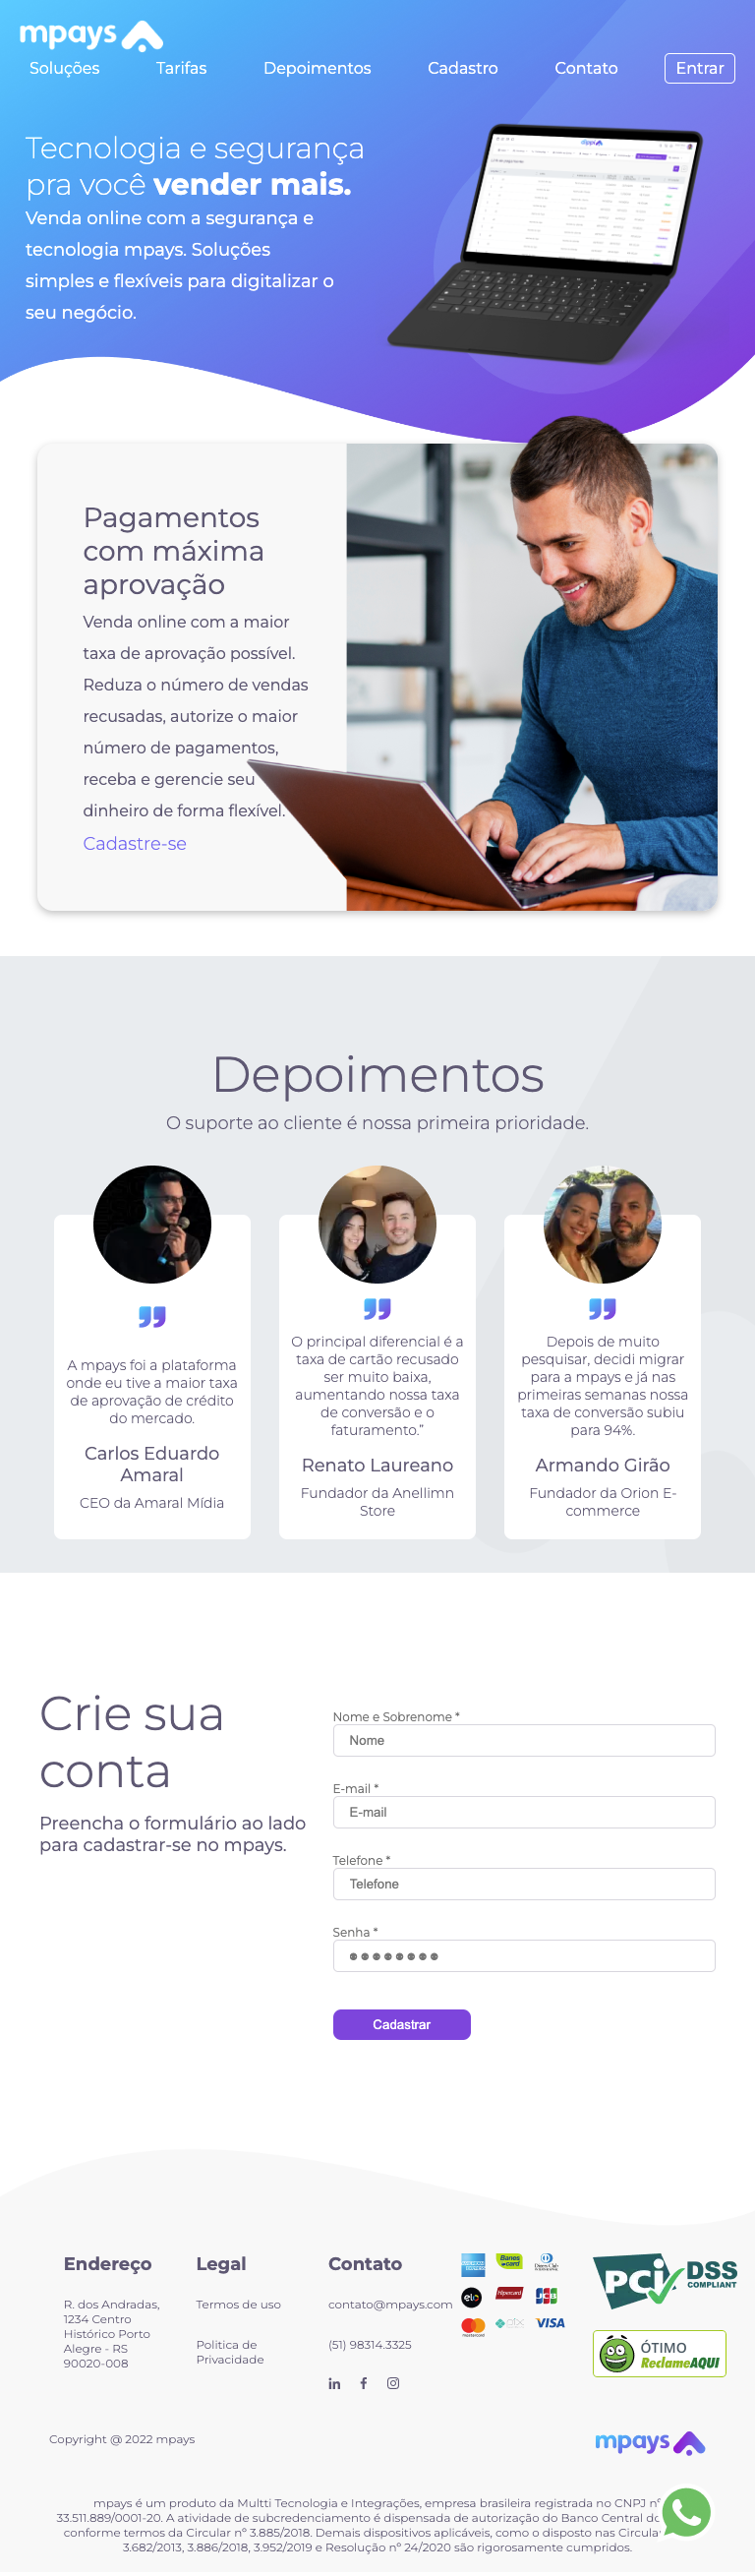 mpays
Soluções
Tarifas
Depoimentos
Cadastro
Contato
Entrar
Tecnologia e segurança
pra você vender mais.
Venda online com a segurança e
tecnologia mpays. Soluções
simples e flexíveis para digitalizar o
seu negócio.
Pagamentos
com máxima
aprovação
Venda online com a maior
taxa de aprovação possível.
Reduza o número de vendas
recusadas, autorize o maior
número de pagamentos,
receba e gerencie seu
dinheiro de forma flexível.
Cadastre-se
Depoimentos
O suporte ao cliente é nossa primeira prioridade.
A mpays foi a plataforma
onde eu tive a maior taxa
de aprovação de crédito
do mercado.
Carlos Eduardo
Amaral
CEO da Amaral Mídia
O principal diferencial é a
taxa de cartão recusado
ser muito baixa,
aumentando nossa taxa
de conversão e o
faturamento.”
Renato Laureano
Fundador da Anellimn
Store
Depois de muito
pesquisar, decidi migrar
para a mpays e já nas
primeiras semanas nossa
taxa de conversão subiu
para 94%.
Armando Girão
Fundador da Orion E-
commerce
Crie sua
conta
Preencha o formulário ao lado
para cadastrar-se no mpays.
Nome e Sobrenome *
Nome
E-mail *
E-mail
Telefone *
Telefone
Senha *
Cadastrar
Endereço
R. dos Andradas,
1234 Centro
Histórico Porto
Alegre - RS
90020-008
Legal
Termos de uso
Politica de
Privacidade
Contato
contato@mpays.com
(51) 98314.3325
elo
Hipercard
JCB
mastercard
VISA
PCI DSS
COMPLIANT
ÓTIMO
ReclameAQUI
Copyright @ 2022 mpays
mpays
mpays é um produto da Multti Tecnologia e Integrações, empresa brasileira registrada no CNPJ nº
33.511.889/0001-20. A atividade de subcredenciamento é dispensada de autorização do Banco Central
conforme termos da Circular nº 3.885/2018. Demais dispositivos aplicáveis, como o disposto nas
3.682/2013, 3.886/2018, 3.952/2019 e Resolução nº 24/2020 são rigorosamente cumpridos.